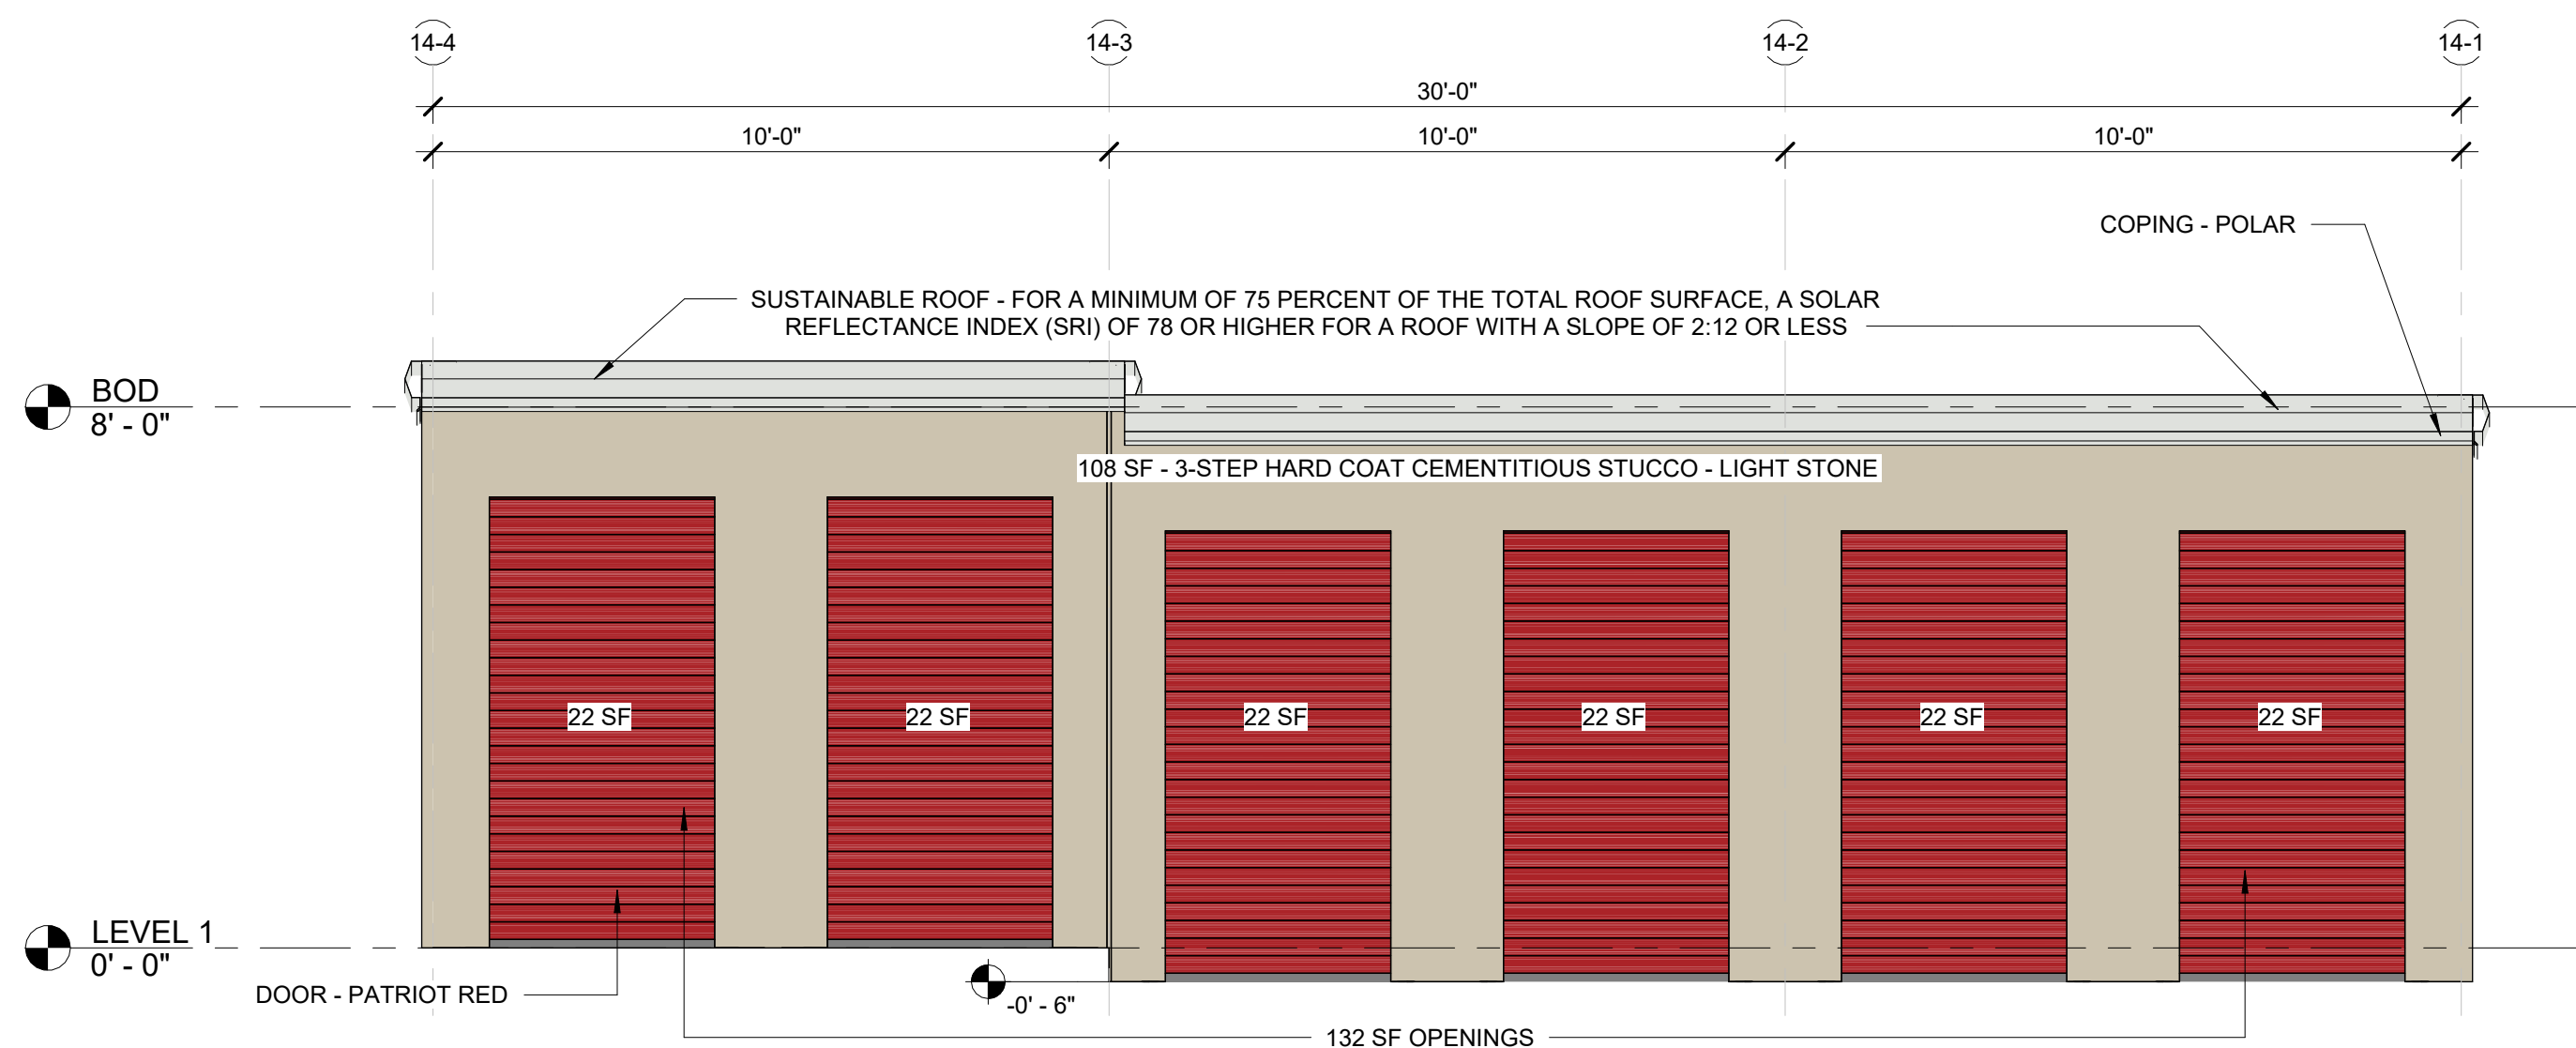 14-4
14-3
14-2
14-1
30'-0"
10'-0"
10'-0"
10'-0"
COPING - POLAR
SUSTAINABLE ROOF - FOR A MINIMUM OF 75 PERCENT OF THE TOTAL ROOF SURFACE, A SOLAR
REFLECTANCE INDEX (SRI) OF 78 OR HIGHER FOR A ROOF WITH A SLOPE OF 2:12 OR LESS
BOD
8' - 0"
108 SF - 3-STEP HARD COAT CEMENTITIOUS STUCCO - LIGHT STONE
22 SF
22 SF
22 SF
22 SF
22 SF
22 SF
LEVEL 1
0' - 0"
DOOR - PATRIOT RED
-0' - 6"
132 SF OPENINGS